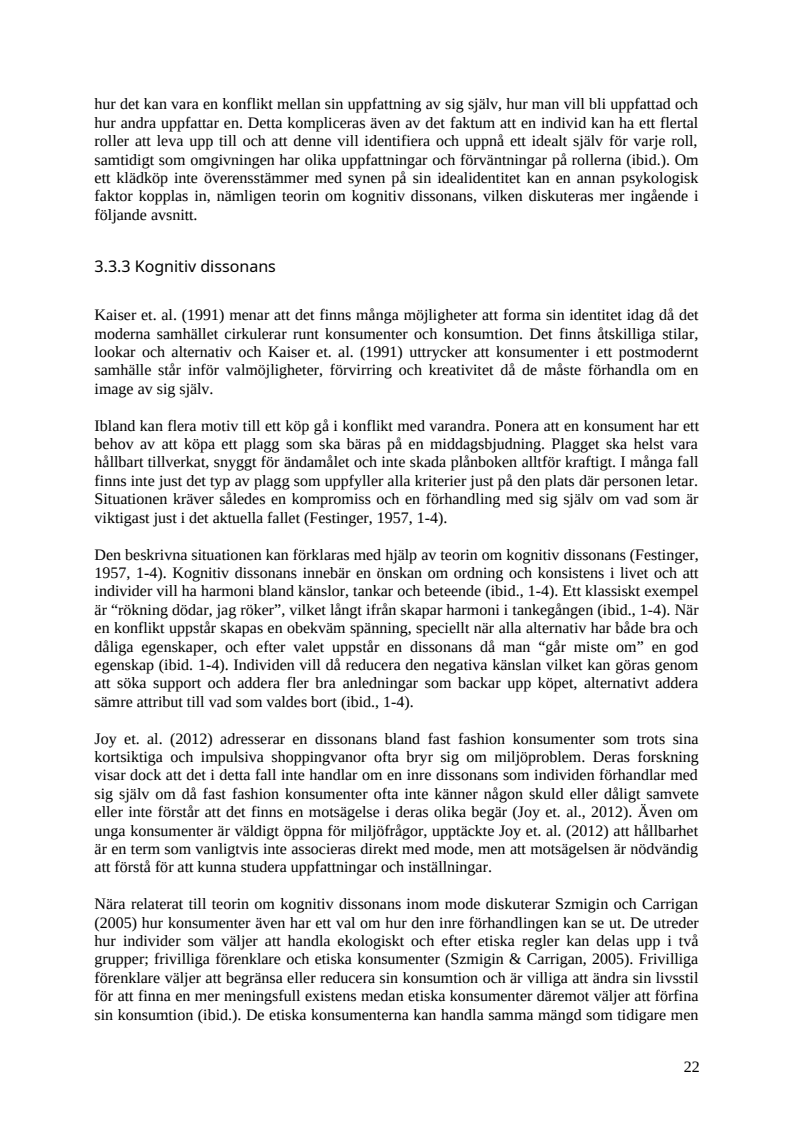 hur det kan vara en konflikt mellan sin uppfattning av sig själv, hur man vill bli uppfattad och
hur andra uppfattar en. Detta kompliceras även av det faktum att en individ kan ha ett flertal
roller att leva upp till och att denne vill identifiera och uppnå ett idealt själv för varje roll,
samtidigt som omgivningen har olika uppfattningar och förväntningar på rollerna (ibid.). Om
ett klädköp inte överensstämmer med synen på sin idealidentitet kan en annan psykologisk
faktor kopplas in, nämligen teorin om kognitiv dissonans, vilken diskuteras mer ingående i
följande avsnitt.
3.3.3 Kognitiv dissonans
Kaiser et. al. (1991) menar att det finns många möjligheter att forma sin identitet idag då det
moderna samhället cirkulerar runt konsumenter och konsumtion. Det finns åtskilliga stilar,
lookar och alternativ och Kaiser et. al. (1991) uttrycker att konsumenter i ett postmodernt
samhälle står inför valmöjligheter, förvirring och kreativitet då de måste förhandla om en
image av sig själv.
Ibland kan flera motiv till ett köp gå i konflikt med varandra. Ponera att en konsument har ett
behov av att köpa ett plagg som ska bäras på en middagsbjudning. Plagget ska helst vara
hållbart tillverkat, snyggt för ändamålet och inte skada plånboken alltför kraftigt. I många fall
finns inte just det typ av plagg som uppfyller alla kriterier just på den plats där personen letar.
Situationen kräver således en kompromiss och en förhandling med sig själv om vad som är
viktigast just i det aktuella fallet (Festinger, 1957, 1-4).
Den beskrivna situationen kan förklaras med hjälp av teorin om kognitiv dissonans (Festinger,
1957, 1-4). Kognitiv dissonans innebär en önskan om ordning och konsistens i livet och att
individer vill ha harmoni bland känslor, tankar och beteende (ibid., 1-4). Ett klassiskt exempel
är “rökning dödar, jag röker”, vilket långt ifrån skapar harmoni i tankegången (ibid., 1-4). När
en konflikt uppstår skapas en obekväm spänning, speciellt när alla alternativ har både bra och
dåliga egenskaper, och efter valet uppstår en dissonans då man “går miste om” en god
egenskap (ibid. 1-4). Individen vill då reducera den negativa känslan vilket kan göras genom
att söka support och addera fler bra anledningar som backar upp köpet, alternativt addera
sämre attribut till vad som valdes bort (ibid., 1-4).
Joy et. al. (2012) adresserar en dissonans bland fast fashion konsumenter som trots sina
kortsiktiga och impulsiva shoppingvanor ofta bryr sig om miljöproblem. Deras forskning
visar dock att det i detta fall inte handlar om en inre dissonans som individen förhandlar med
sig själv om då fast fashion konsumenter ofta inte känner någon skuld eller dåligt samvete
eller inte förstår att det finns en motsägelse i deras olika begär (Joy et. al., 2012). Även om
unga konsumenter är väldigt öppna för miljöfrågor, upptäckte Joy et. al. (2012) att hållbarhet
är en term som vanligtvis inte associeras direkt med mode, men att motsägelsen är nödvändig
att förstå för att kunna studera uppfattningar och inställningar.
Nära relaterat till teorin om kognitiv dissonans inom mode diskuterar Szmigin och Carrigan
(2005) hur konsumenter även har ett val om hur den inre förhandlingen kan se ut. De utreder
hur individer som väljer att handla ekologiskt och efter etiska regler kan delas upp i två
grupper; frivilliga förenklare och etiska konsumenter (Szmigin & Carrigan, 2005). Frivilliga
förenklare väljer att begränsa eller reducera sin konsumtion och är villiga att ändra sin livsstil
för att finna en mer meningsfull existens medan etiska konsumenter däremot väljer att förfina
sin konsumtion (ibid.). De etiska konsumenterna kan handla samma mängd som tidigare men
22